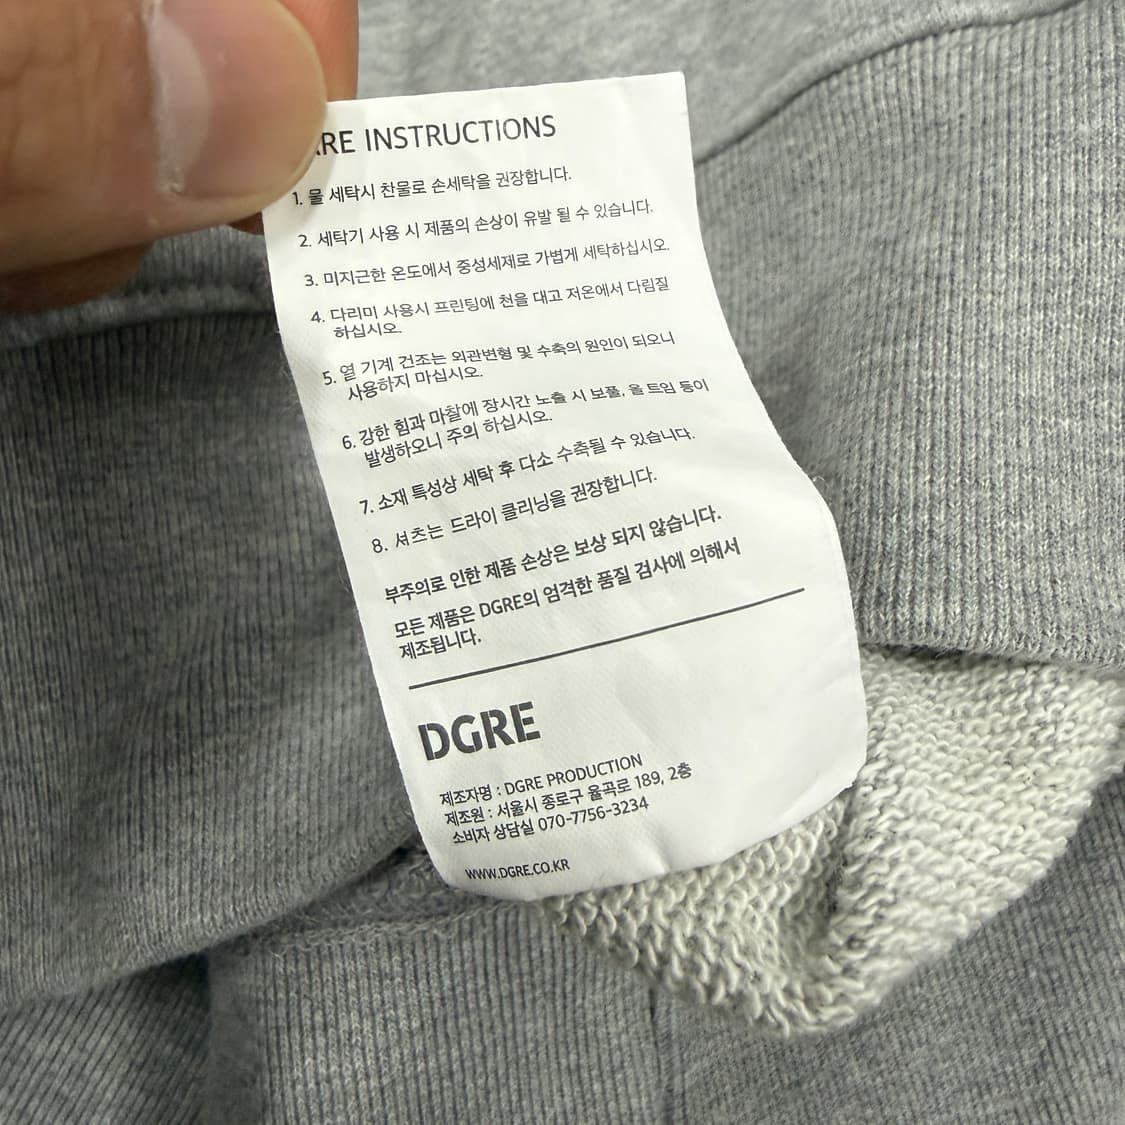 RE INSTRUCTIONS
1. 물 세탁시 찬물로 손세탁을 권장합니다.
2. 세탁기 사용 시 제품의 손상이 유발 될 수 있습니다.
3. 미지근한 온도에서 중성세제로 가볍게 세탁하십시오.
4. 다리미 사용시 프린팅에 천을 대고 저온에서 다림질
하십시오.
5. 열 기계 건조는 외관변형 및 수축의 원인이 되오니
사용하지 마십시오.
6. 강한 힘과 마찰에 장시간 노출 시 보풀, 올 트임 등이
발생하오니 주의 하십시오.
7. 소재 특성상 세탁 후 다소 수축될 수 있습니다.
8. 셔츠는 드라이 클리닝을 권장합니다.
부주의로 인한 제품 손상은 보상 되지 않습니다.
모든 제품은 DGRE의 엄격한 품질 검사에 의해서
제조됩니다.
DGRE
제조자명 : DGRE PRODUCTION
제조원 : 서울시 종로구 율곡로 189, 2층
소비자 상담실 070-7756-3234
WWW.DGRE.CO.KR